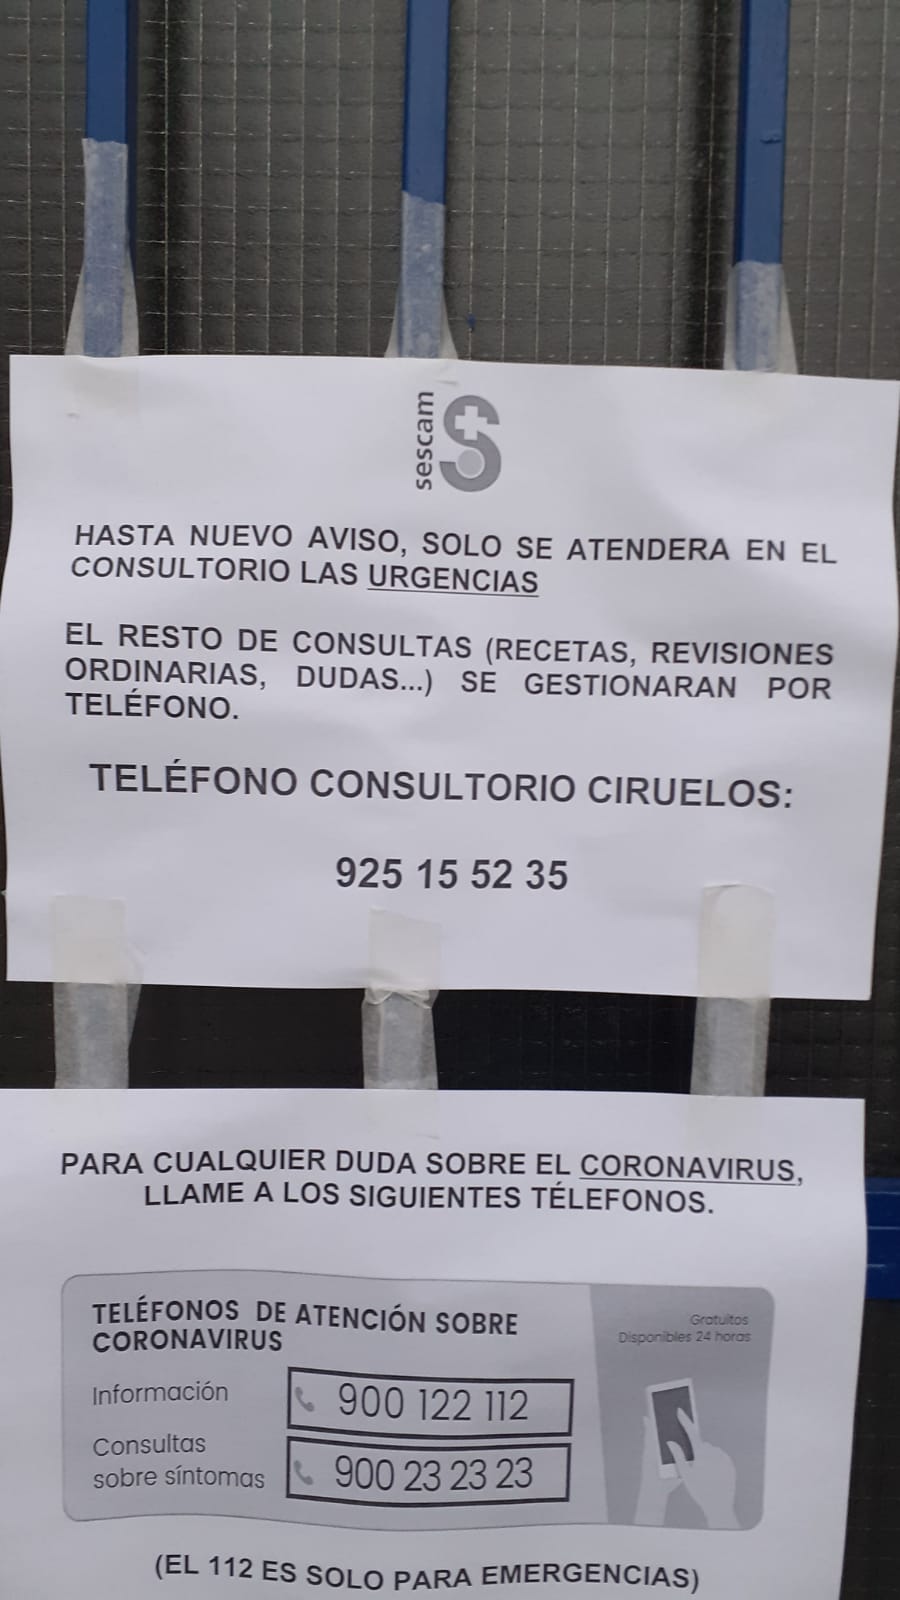 sescam
HASTA NUEVO AVISO, SOLO SE ATENDERA EN EL
CONSULTORIO LAS URGENCIAS
EL RESTO DE CONSULTAS (RECETAS, REVISIONES
ORDINARIAS, DUDAS...) SE GESTIONARAN POR
TELÉFONO.
TELÉFONO CONSULTORIO CIRUELOS:
925 15 52 35
PARA CUALQUIER DUDA SOBRE EL CORONAVIRUS,
LLAME A LOS SIGUIENTES TÉLEFONOS.
TELÉFONOS DE ATENCIÓN SOBRE
CORONAVIRUS
Gratuitos
Disponibles 24 horas
Información
900 122 112
Consultas
sobre síntomas
900 23 23 23
(EL 112 ES SOLO PARA EMERGENCIAS)